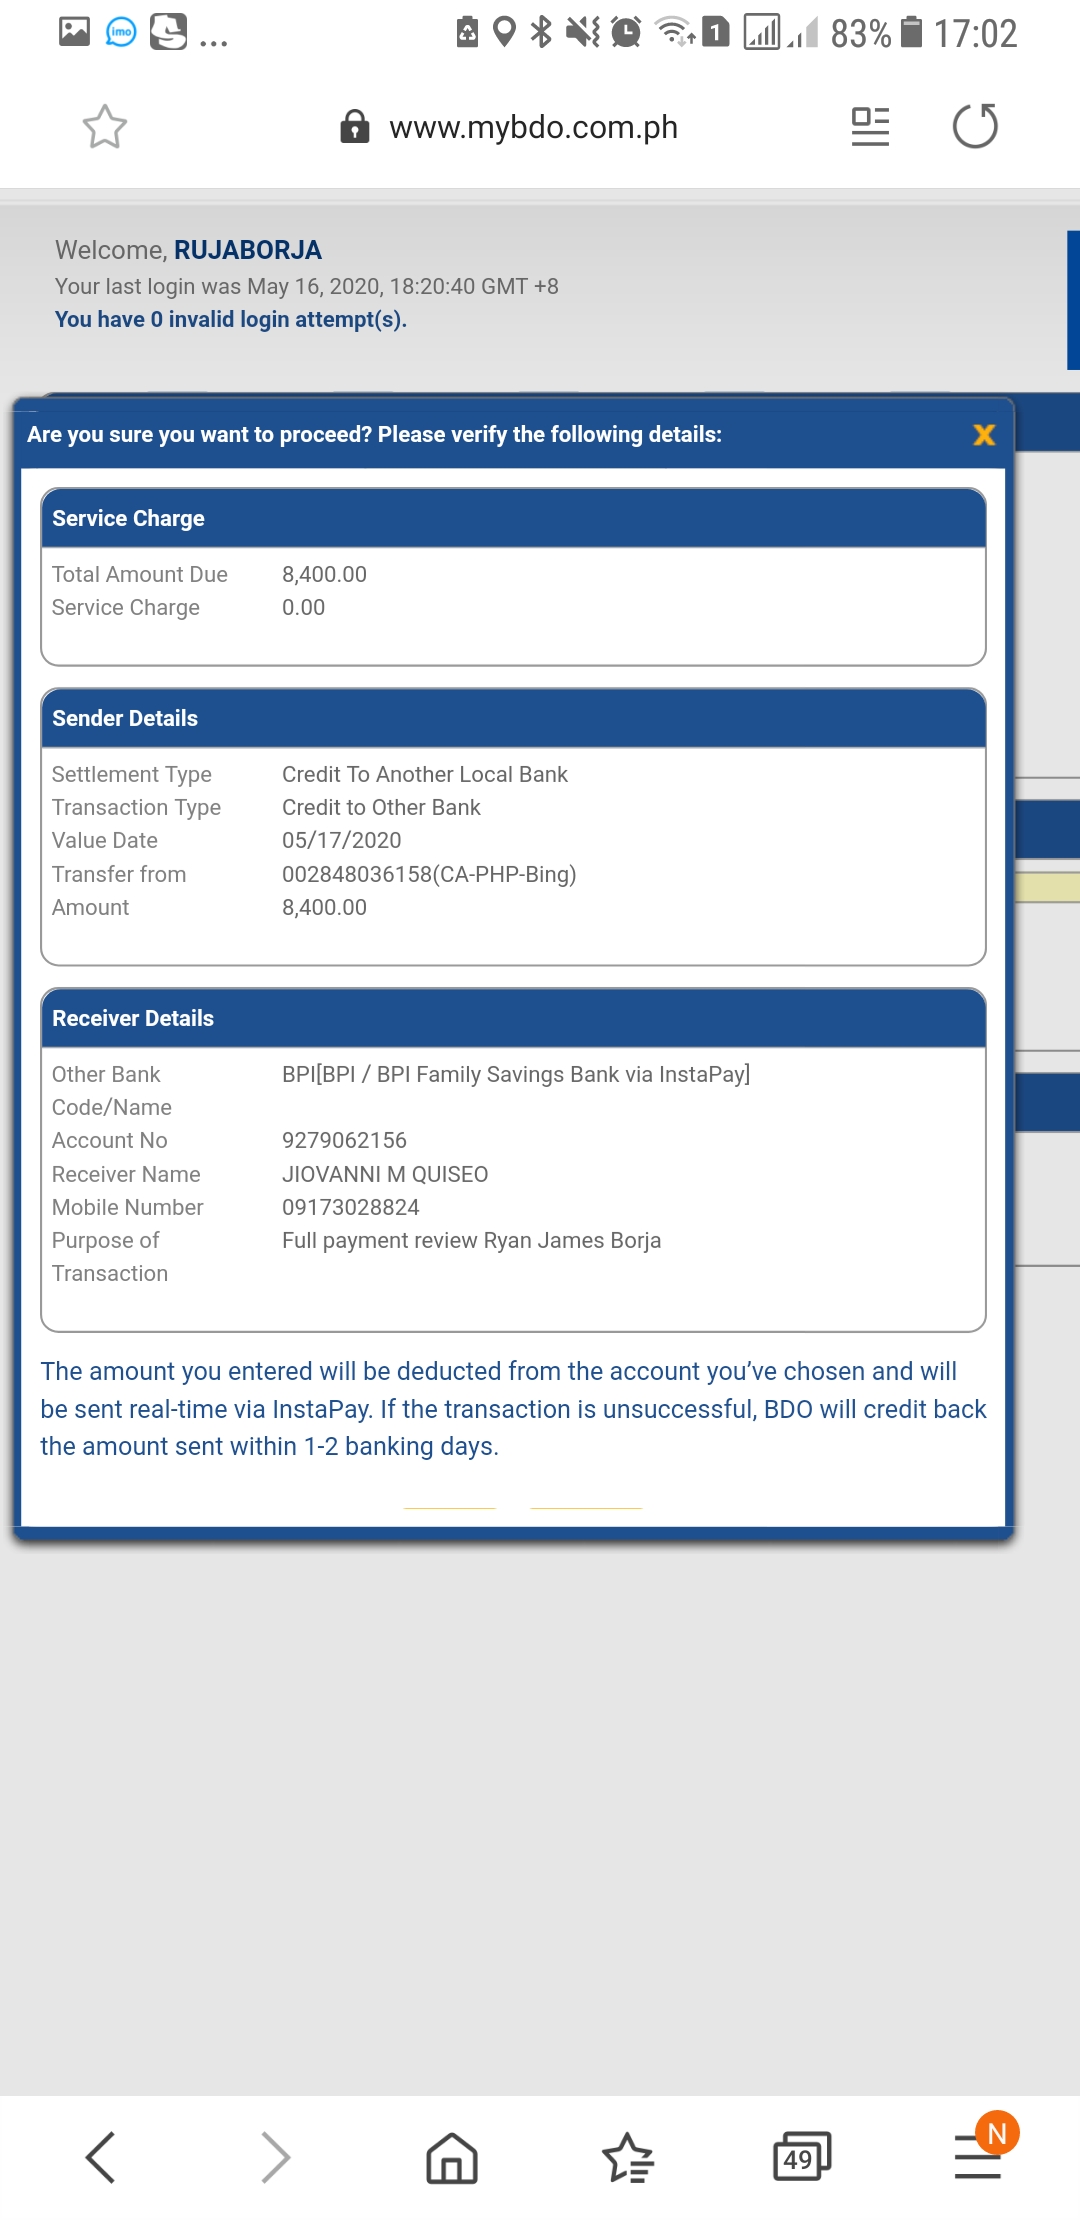 imo
...
1
83%
17:02
www.mybdo.com.ph
Welcome, RUJABORJA
Your last login was May 16, 2020, 18:20:40 GMT +8
You have 0 invalid login attempt(s).
Are you sure you want to proceed? Please verify the following details:
X
Service Charge
Total Amount Due 8,400.00
Service Charge 0.00
Sender Details
Settlement Type Credit To Another Local Bank
Transaction Type Credit to Other Bank
Value Date 05/17/2020
Transfer from 002848036158(CA-PHP-Bing)
Amount 8,400.00
Receiver Details
Other Bank BPI[BPI / BPI Family Savings Bank via InstaPay]
Code/Name
Account No 9279062156
Receiver Name JIOVANNI M QUISEO
Mobile Number 09173028824
Purpose of Full payment review Ryan James Borja
Transaction
The amount you entered will be deducted from the account you've chosen and will
be sent real-time via InstaPay. If the transaction is unsuccessful, BDO will credit back
the amount sent within 1-2 banking days.
49
N